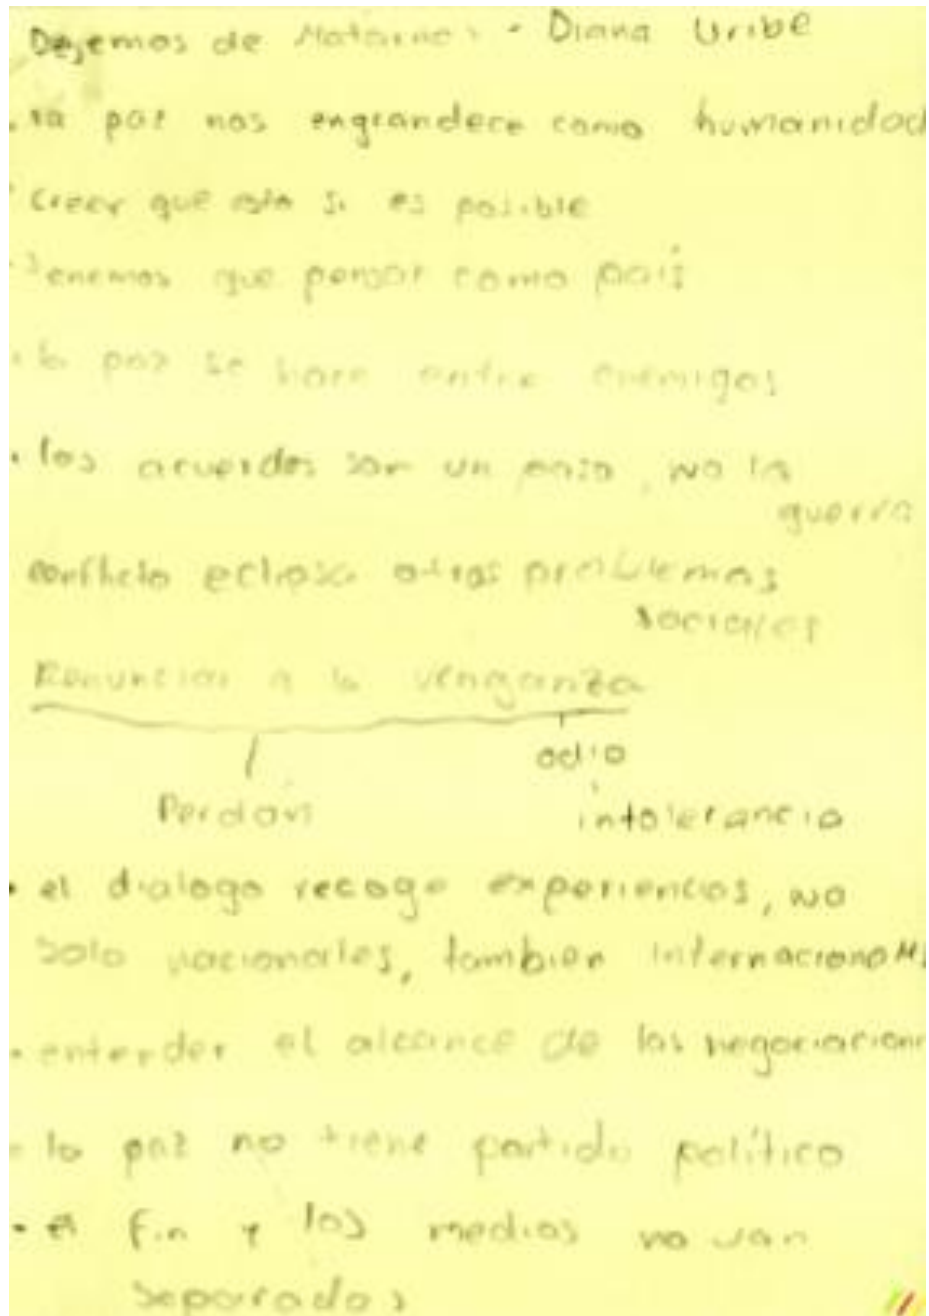 Dejemos de Matarnos - Diana Uribe
. la paz nos engrandece como humanidad
· creer que esto si es posible
· Tenemos que pensar como país
· la paz se hace entre enemigos
. los acuerdos son un paso, no la
guerra
conflicto eclipsa otros problemas
sociales
Renunciar a la venganza
odio
Perdon intolerancia
• el dialogo recoge experiencias, no
solo nacionales, tambien internacional
• entender el alcance de las negociacion
• la paz no tiene partido político
• el fin y los medios no van
separados